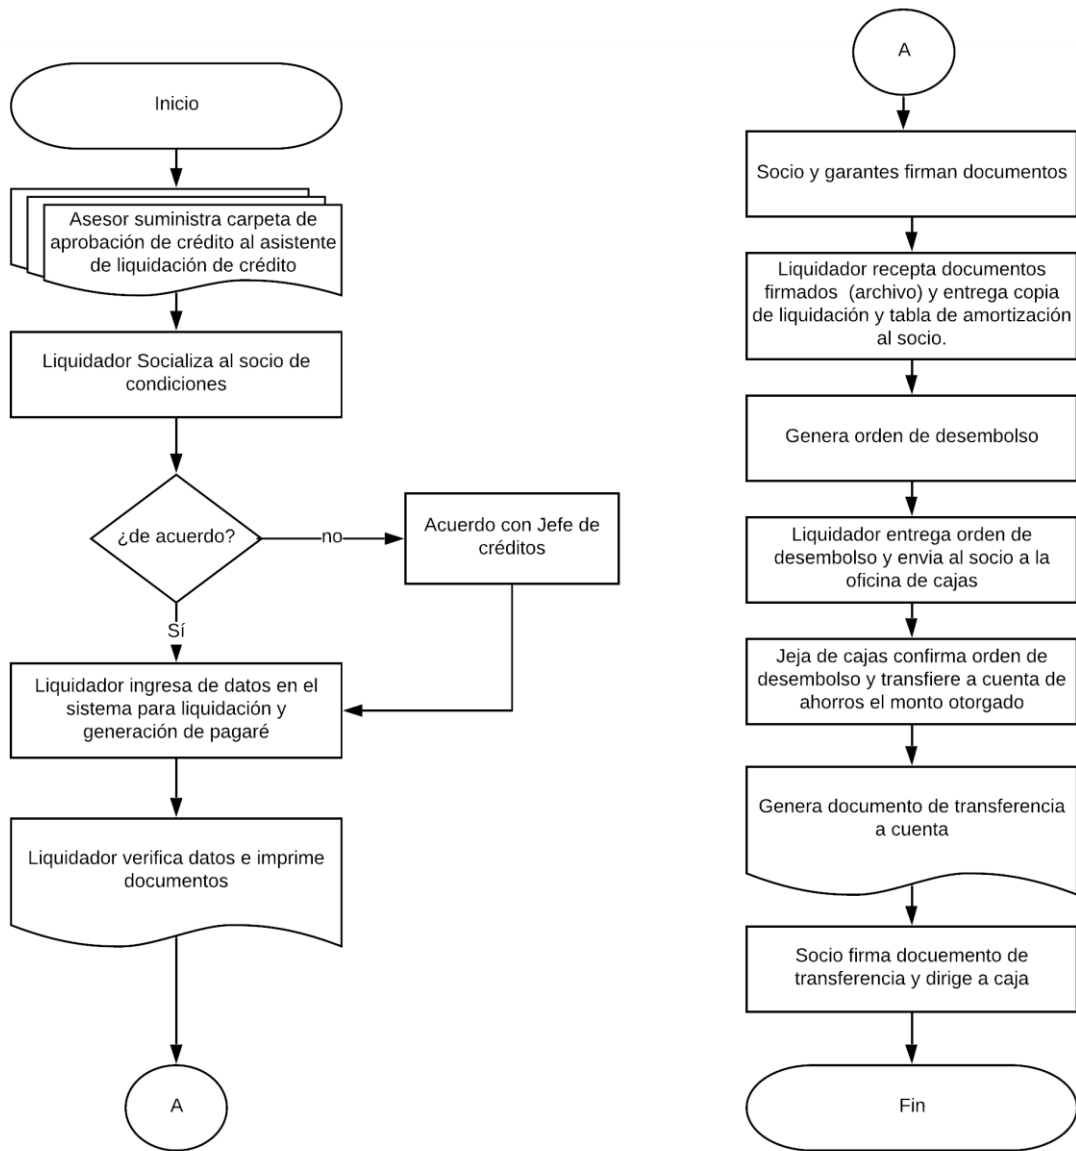 Inicio
Asesor suministra carpeta de
aprobación de crédito al asistente
de liquidación de crédito
Liquidador Socializa al socio de
condiciones
¿de acuerdo?
no
Acuerdo con Jefe de
créditos
Sí
Liquidador ingresa de datos en el
sistema para liquidación y
generación de pagaré
Liquidador verifica datos e imprime
documentos
A
A
Socio y garantes firman documentos
Liquidador recepta documentos
firmados (archivo) y entrega copia
de liquidación y tabla de amortización
al socio.
Genera orden de desembolso
Liquidador entrega orden de
desembolso y envia al socio a la
oficina de cajas
Jeja de cajas confirma orden de
desembolso y transfiere a cuenta de
ahorros el monto otorgado
Genera documento de transferencia
a cuenta
Socio firma docuemento de
transferencia y dirige a caja
Fin